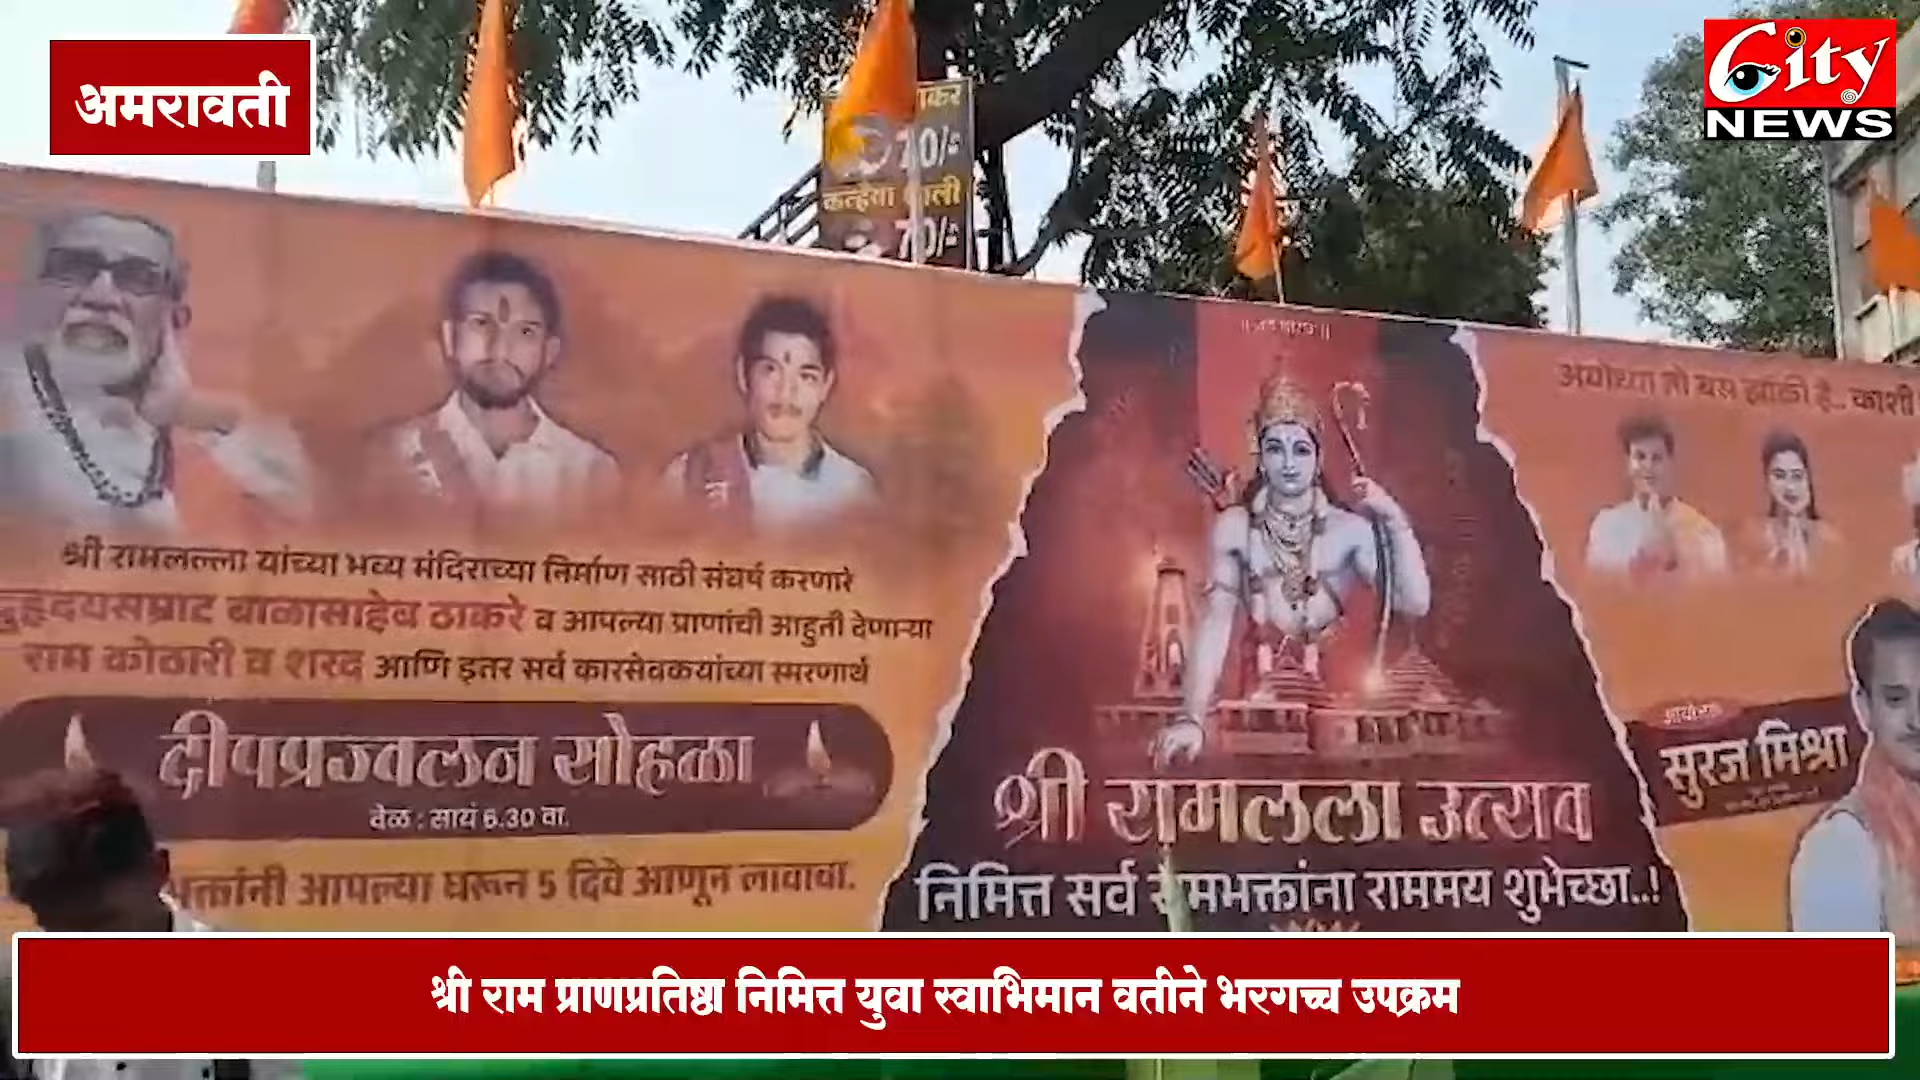 अमरावती
City
NEWS
70/-
70/-
श्री रामलल्ला यांच्या भव्य मंदिराच्या निर्माण साठी संघर्ष करणारे
बाळासाहेब ठाकरे व आपल्या प्राणांची आहुती देणाऱ्या
राम कोठारी व शरद आणि इतर सर्व कारसेवकयांच्या स्मरणार्थ
दीपप्रज्वलन सोहळा
वेळ : सायं 6.30 वा.
आपल्या घरून 5 दिवे आणून लावावा.
श्री रामलला उत्सव
निमित्त सर्व रामभक्तांना राममय शुभेच्छा..!
अयोध्या तो बस झाकी है.. काशी
सुरज मिश्रा
श्री राम प्राणप्रतिष्ठा निमित्त युवा स्वाभिमान वतीने भरगच्च उपक्रम